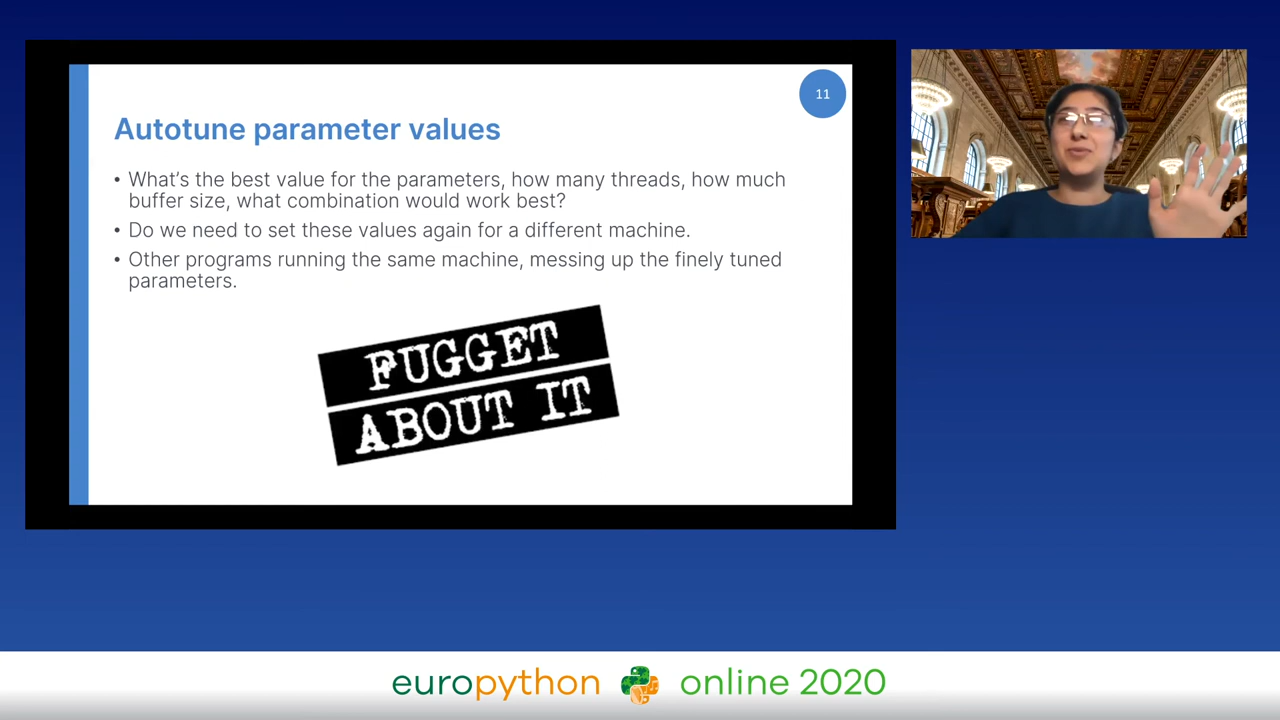 11
Autotune parameter values
• What's the best value for the parameters, how many threads, how much
buffer size, what combination would work best?
• Do we need to set these values again for a different machine.
• Other programs running the same machine, messing up the finely tuned
parameters.
FUGGET
ABOUT IT
europython online 2020